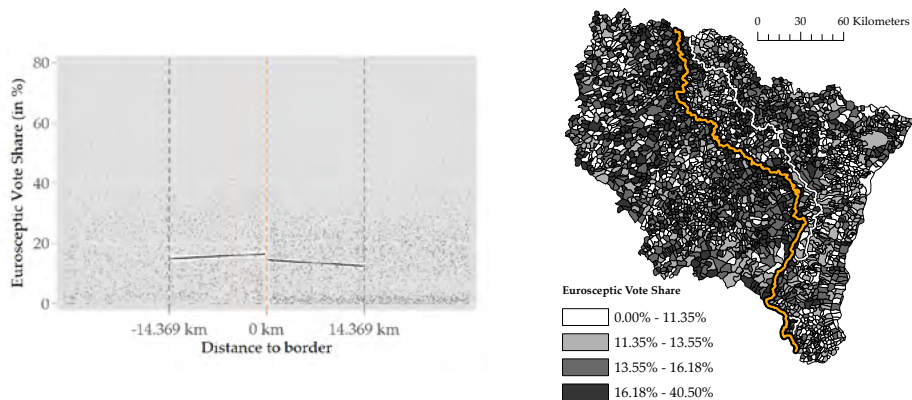 Eurosceptic Vote Share (in %)
80
60
40
20
0
-14.369 km 0 km 14.369 km
Distance to border
0 30 60 Kilometers
Eurosceptic Vote Share
0.00% - 11.35%
11.35% - 13.55%
13.55% - 16.18%
16.18% - 40.50%